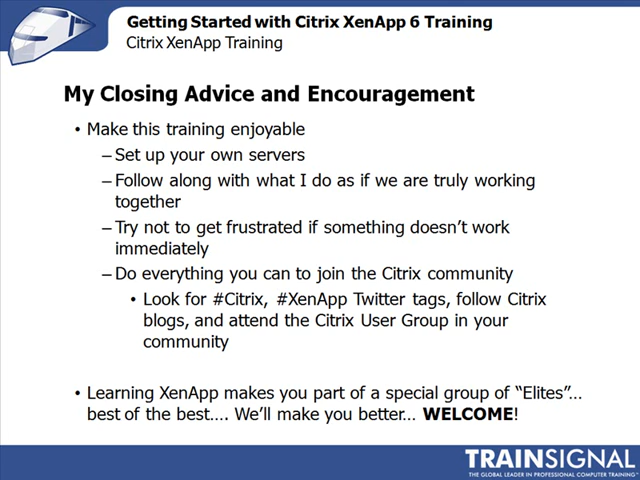 Getting Started with Citrix XenApp 6 Training
Citrix XenApp Training
My Closing Advice and Encouragement
• Make this training enjoyable
– Set up your own servers
– Follow along with what I do as if we are truly working
together
– Try not to get frustrated if something doesn't work
immediately
– Do everything you can to join the Citrix community
• Look for #Citrix, #XenApp Twitter tags, follow Citrix
blogs, and attend the Citrix User Group in your
community
• Learning XenApp makes you part of a special group of “Elites”…
best of the best…. We'll make you better… WELCOME!
TRAINSIGNAL
THE GLOBAL LEADER IN PROFESSIONAL COMPUTER TRAINING